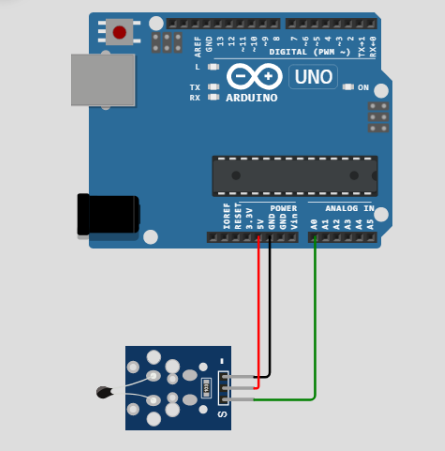 AREF
GND
13
12
~11
~10
~9
8
7
~6
~5
4
~3
2
TX→1
RX←0
DIGITAL (PWM ~)
L
UNO
TX
RX
ARDUINO
ON
IOREF
RESET
3.3V
5V
GND
GND
Vin
POWER
A0
A1
A2
A3
A4
A5
ANALOG IN
-
S